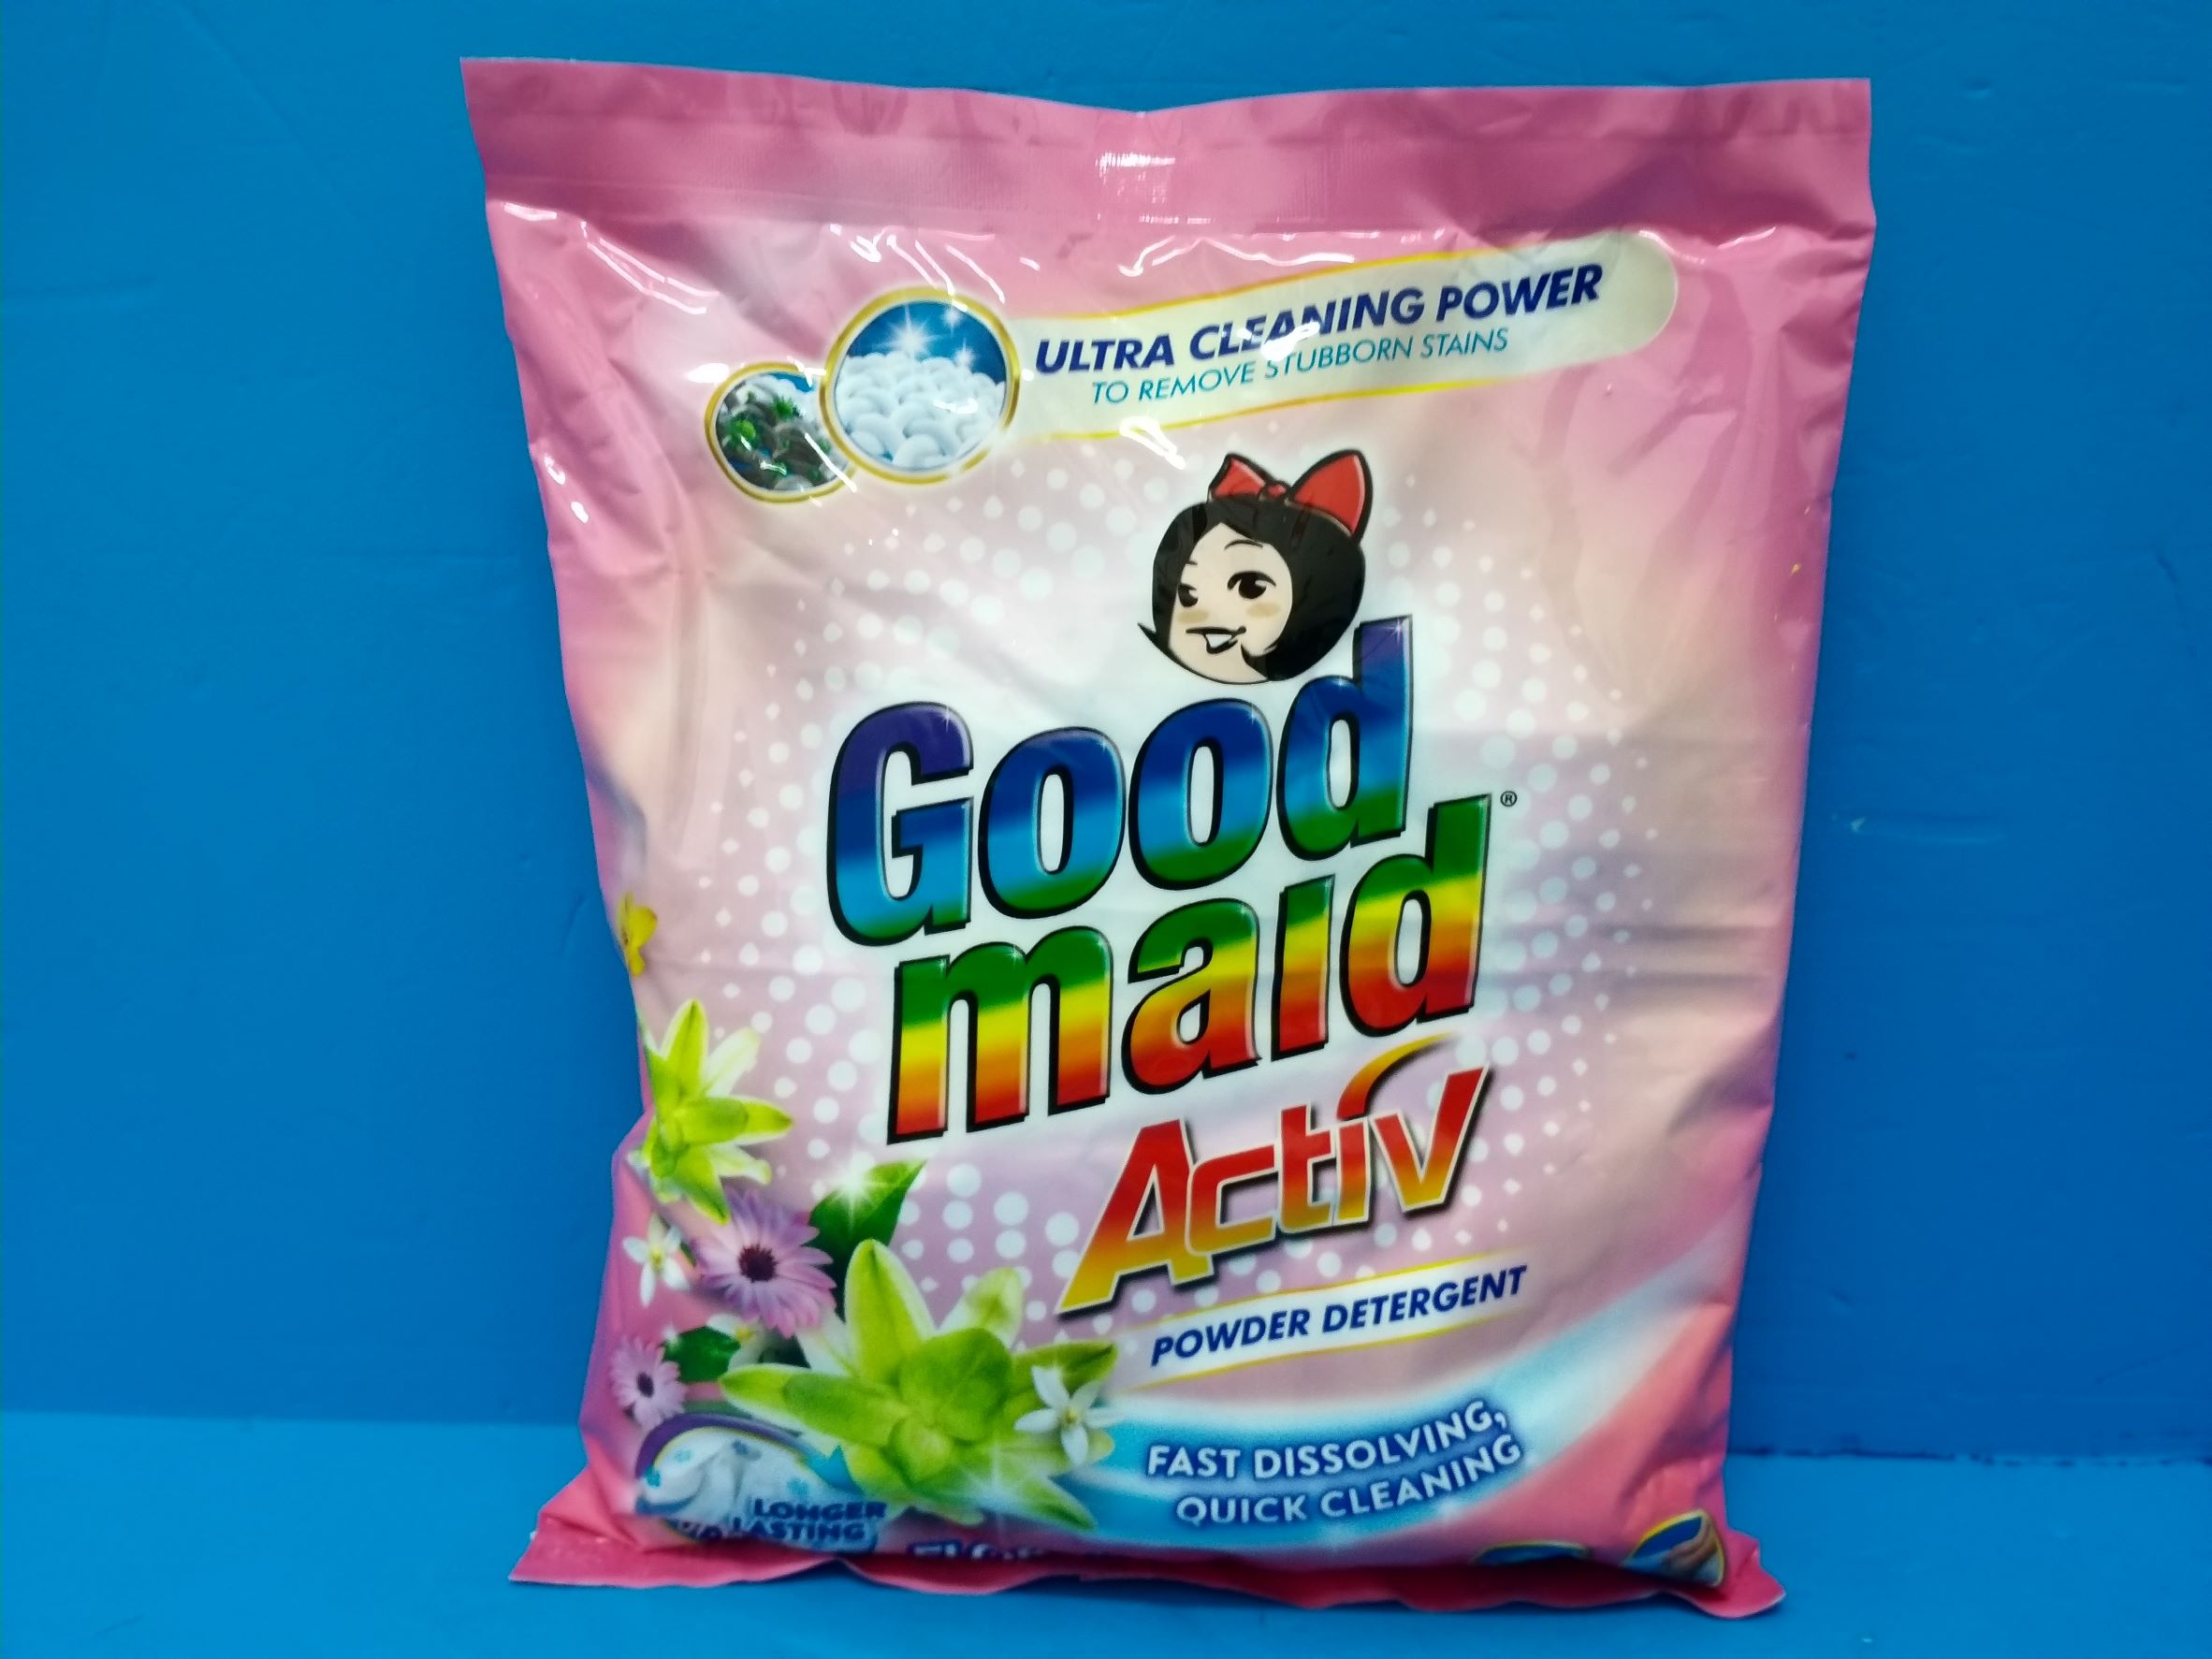 ULTRA CLEANING POWER
TO REMOVE STUBBORN STAINS
Good
maid®
Activ
POWDER DETERGENT
FAST DISSOLVING,
QUICK CLEANING
LONGER
LASTING